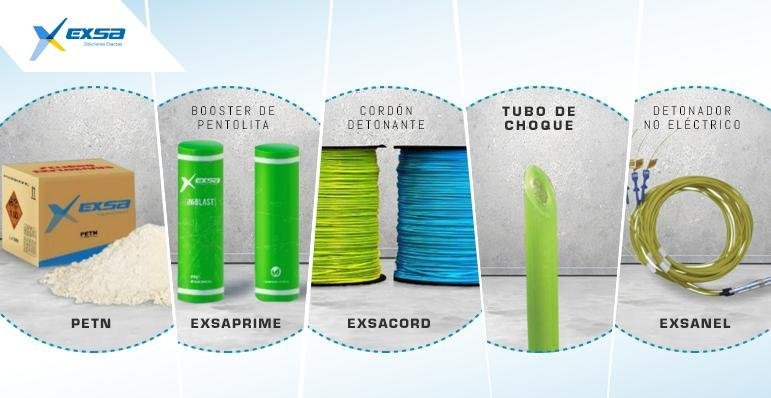 EXSA
Soluciones Exactas
BOOSTER DE
PENTOLITA
CORDÓN
DETONANTE
TUBO DE
CHOQUE
DETONADOR
NO ELÉCTRICO
EXSA
PETN
EXSA
PETN
EXSAPRIME
EXSACORD
EXSANEL